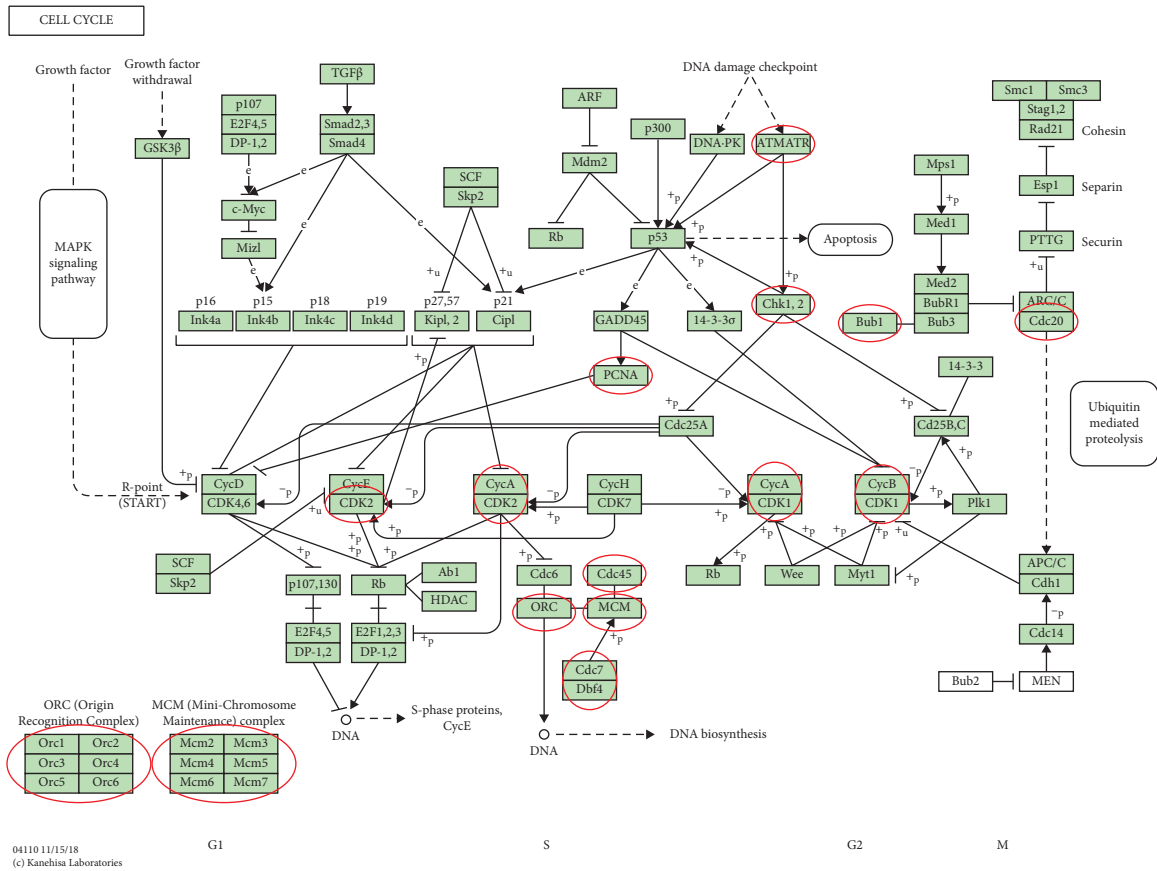 CELL CYCLE
Growth factor
Growth factor
withdrawal
TGFβ
DNA damage checkpoint
Smc1
Smc3
Stag1,2
Rad21
Cohesin
p107
E2F4,5
DP-1,2
Smad2,3
Smad4
ARF
p300
GSK3β
DNA-PK
ATMATR
Mdm2
Mps1
SCF
Skp2
e
e
+p
+p
Esp1
Separin
c-Myc
e
e
Med1
MAPK
signaling
pathway
Mizl
Rb
p53
+p
+p
Apoptosis
PTTG
Securin
e
+u
+u
e
e
+p
+u
Med2
BubR1
Bub3
ARC/C
Cdc20
p16
p15
p18
p19
p27,57
p21
Ink4a
Ink4b
Ink4c
Ink4d
Kipl, 2
Cipl
GADD45
14-3-3σ
Chk1, 2
Bub1
+p
PCNA
14-3-3
+p
+p
Cdc25A
Cd25B,C
Ubiquitin
mediated
proteolysis
R-point
(START)
+p
CycD
CDK4,6
−p
CycE
CDK2
−p
CycA
CDK2
−p
CycH
CDK7
−p
CycA
CDK1
−p
CycB
CDK1
+p
+p
Plk1
+u
+p
+p
+p
+p
+p
+p
+p
+p
+p
+p
+p
+p
+u
SCF
Skp2
p107,130
Rb
Ab1
HDAC
Cdc6
Cdc45
Rb
Wee
Myt1
+p
APC/C
Cdh1
ORC
MCM
−p
E2F4,5
DP-1,2
E2F1,2,3
DP-1,2
+p
+p
Cdc14
Cdc7
Dbf4
Bub2
MEN
DNA
S-phase proteins,
CycE
DNA
DNA biosynthesis
ORC (Origin
Recognition Complex)
MCM (Mini-Chromosome
Maintenance) complex
Orc1
Orc2
Orc3
Orc4
Orc5
Orc6
Mcm2
Mcm3
Mcm4
Mcm5
Mcm6
Mcm7
G1
S
G2
M
04110 11/15/18
(c) Kanehisa Laboratories